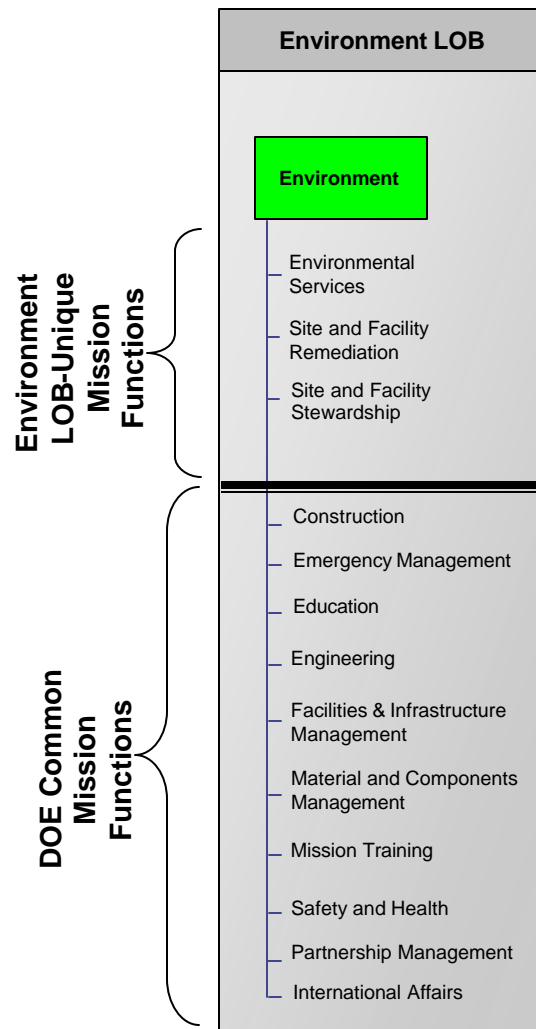 Environment LOB
Environment
Environment
LOB-Unique
Mission
Functions
Environmental
Services
Site and Facility
Remediation
Site and Facility
Stewardship
DOE Common
Mission
Functions
Construction
Emergency Management
Education
Engineering
Facilities & Infrastructure
Management
Material and Components
Management
Mission Training
Safety and Health
Partnership Management
International Affairs